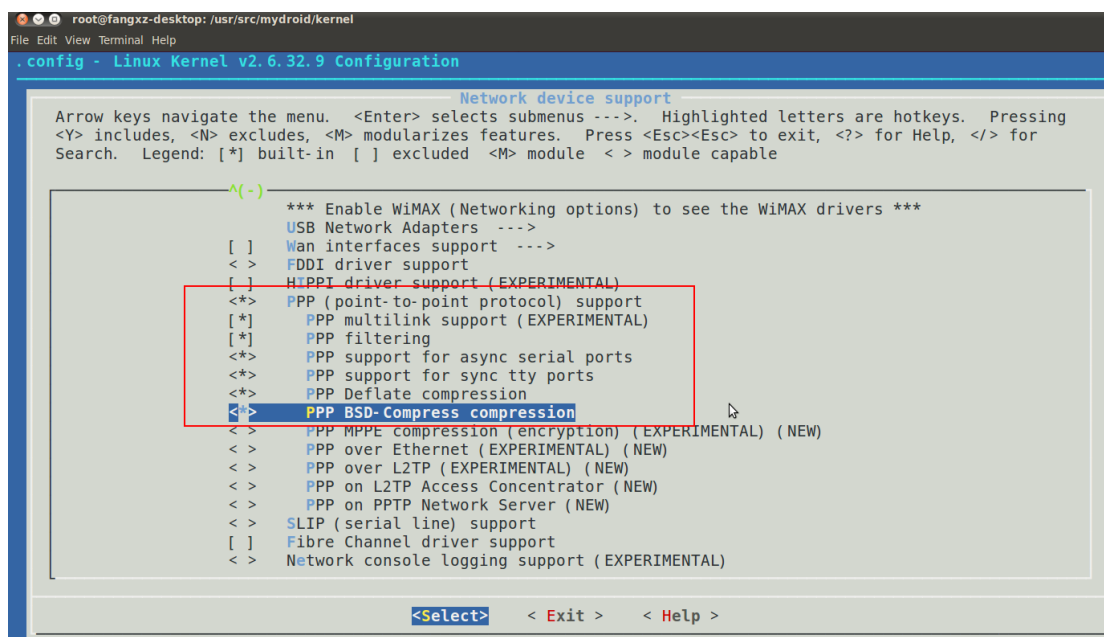 root@fangxz-desktop: /usr/src/mydroid/kernel
File Edit View Terminal Help
.config - Linux Kernel v2.6.32.9 Configuration
Network device support
Arrow keys navigate the menu. <Enter> selects submenus --->. Highlighted letters are hotkeys. Pressing
<Y> includes, <N> excludes, <M> modularizes features. Press <Esc><Esc> to exit, <?> for Help, </> for
Search. Legend: [*] built-in [ ] excluded <M> module < > module capable
^(-)
*** Enable WiMAX (Networking options) to see the WiMAX drivers ***
USB Network Adapters --->
[ ] Wan interfaces support --->
< > FDDI driver support
[ ] HIPPI driver support (EXPERIMENTAL)
<*> PPP (point-to-point protocol) support
[*] PPP multilink support (EXPERIMENTAL)
[*] PPP filtering
<*> PPP support for async serial ports
<*> PPP support for sync tty ports
<*> PPP Deflate compression
<*> PPP BSD-Compress compression
< > PPP MPPE compression (encryption) (EXPERIMENTAL) (NEW)
< > PPP over Ethernet (EXPERIMENTAL) (NEW)
< > PPP over L2TP (EXPERIMENTAL) (NEW)
< > PPP on L2TP Access Concentrator (NEW)
< > PPP on PPTP Network Server (NEW)
< > SLIP (serial line) support
[ ] Fibre Channel driver support
< > Network console logging support (EXPERIMENTAL)
<Select> < Exit > < Help >